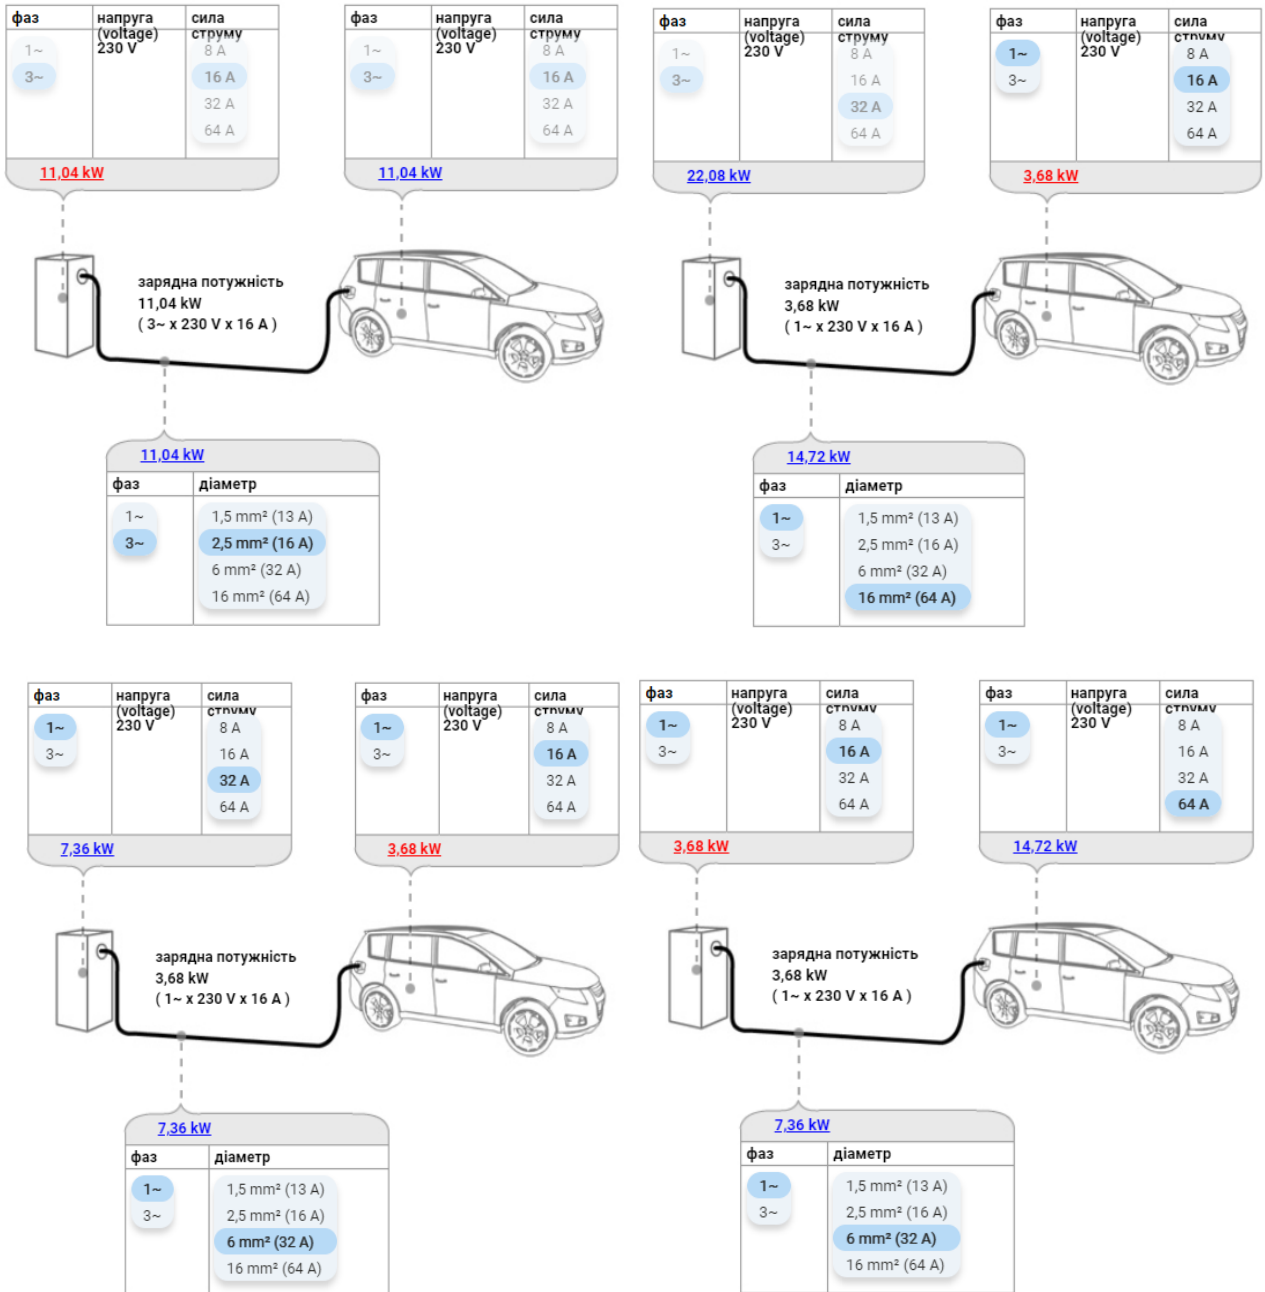 фаз напруга (voltage) 230 V сила струму
1~ 8 A
3~ 16 A
32 A
64 A
11,04 kW
фаз напруга (voltage) 230 V сила струму
1~ 8 A
3~ 16 A
32 A
64 A
11,04 kW
зарядна потужність
11,04 kW
( 3~ x 230 V x 16 A )
11,04 kW
фаз діаметр
1~ 1,5 mm² (13 A)
3~ 2,5 mm² (16 A)
6 mm² (32 A)
16 mm² (64 A)
фаз напруга (voltage) 230 V сила струму
1~ 8 A
3~ 16 A
32 A
64 A
22,08 kW
фаз напруга (voltage) 230 V сила струму
1~ 8 A
3~ 16 A
32 A
64 A
3,68 kW
зарядна потужність
3,68 kW
( 1~ x 230 V x 16 A )
14,72 kW
фаз діаметр
1~ 1,5 mm² (13 A)
3~ 2,5 mm² (16 A)
6 mm² (32 A)
16 mm² (64 A)
фаз напруга (voltage) 230 V сила струму
1~ 8 A
3~ 16 A
32 A
64 A
7,36 kW
фаз напруга (voltage) 230 V сила струму
1~ 8 A
3~ 16 A
32 A
64 A
3,68 kW
зарядна потужність
3,68 kW
( 1~ x 230 V x 16 A )
7,36 kW
фаз діаметр
1~ 1,5 mm² (13 A)
3~ 2,5 mm² (16 A)
6 mm² (32 A)
16 mm² (64 A)
фаз напруга (voltage) 230 V сила струму
1~ 8 A
3~ 16 A
32 A
64 A
3,68 kW
фаз напруга (voltage) 230 V сила струму
1~ 8 A
3~ 16 A
32 A
64 A
14,72 kW
зарядна потужність
3,68 kW
( 1~ x 230 V x 16 A )
7,36 kW
фаз діаметр
1~ 1,5 mm² (13 A)
3~ 2,5 mm² (16 A)
6 mm² (32 A)
16 mm² (64 A)